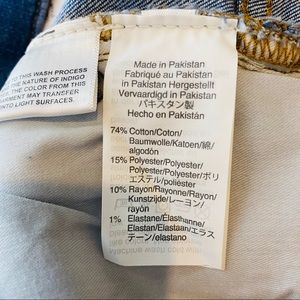 TO THIS WASH PROCESS
THE NATURE OF INDIGO
THE COLOR FROM THIS
GARMENT MAY TRANSFER
TO LIGHT SURFACES.
Made in Pakistan
Fabriqué au Pakistan
in Pakistan Hergestellt
Vervaardigd in Pakistan
パキスタン製
Hecho en Pakistán
74% Cotton/Coton/
Baumwolle/Katoen/綿/
algodón
15% Polyester/Polyester/
Polyester/Polyester/ポリ
エステル/poliéster
10% Rayon/Rayonne/Rayon/
Kunstzijde/レーヨン/
rayón
1% Elastane/Élasthanne/
Elastan/Elastaan/エラス
テーン/elastano